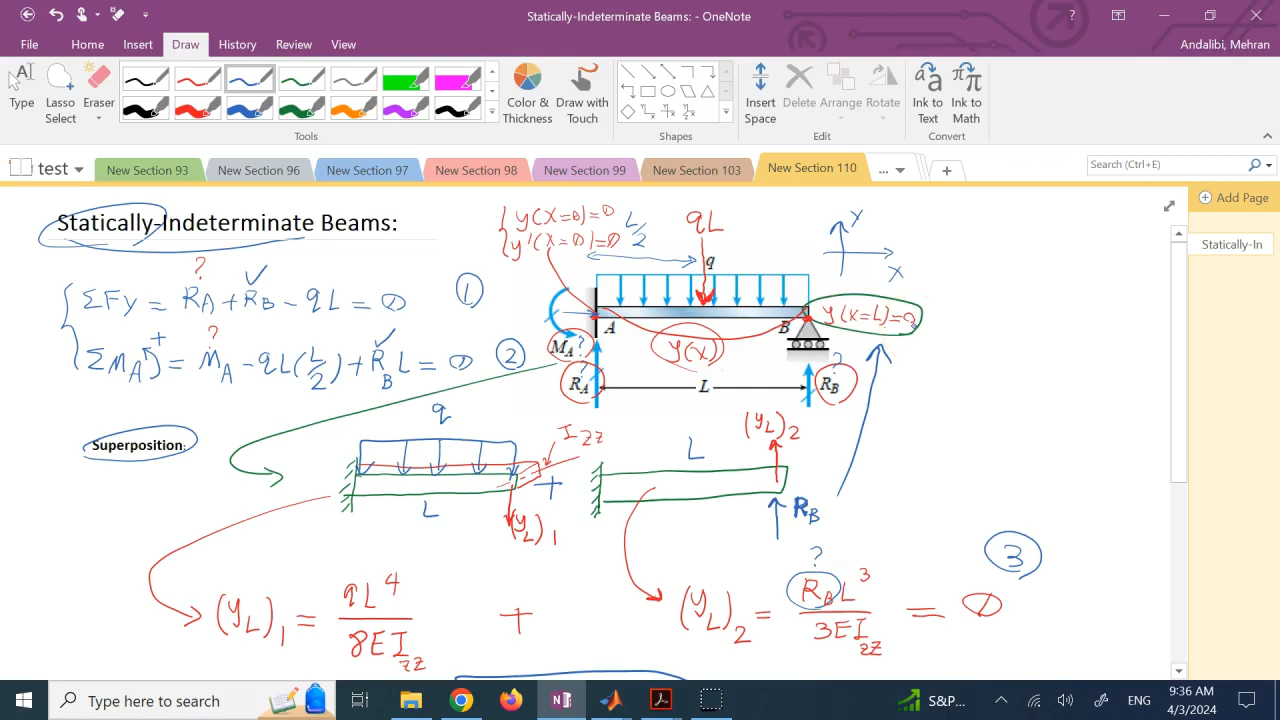 Statically-Indeterminate Beams: - OneNote
File Home Insert Draw History Review View
Andalibi, Mehran
Type
Lasso Select
Eraser
Color & Thickness
Draw with Touch
Insert Space
Delete
Arrange
Rotate
Ink to Text
Ink to Math
Tools
Shapes
Edit
Convert
test
New Section 93
New Section 96
New Section 97
New Section 98
New Section 99
New Section 103
New Section 110
...
Search (Ctrl+E)
Add Page
Statically-In
Statically-Indeterminate Beams:
y(x=0)=0
y'(x=0)=0
L/2
qL
q
Y
X
? ✓
ΣFy = RA + RB - qL = 0 1
? ✓
ΣMA + = MA - qL(L/2) + RB L = 0 2
A
B
y(x=L)=0
MA ?
y(x)
?
RA
L
?
RB
Superposition:
q
Izz
L
(yL)1
+
L
(yL)2
RB
3
?
(yL)1 = qL^4/8EIzz + (yL)2 = RB L^3/3EIzz = 0
Type here to search
S&P...
ENG
9:36 AM
4/3/2024